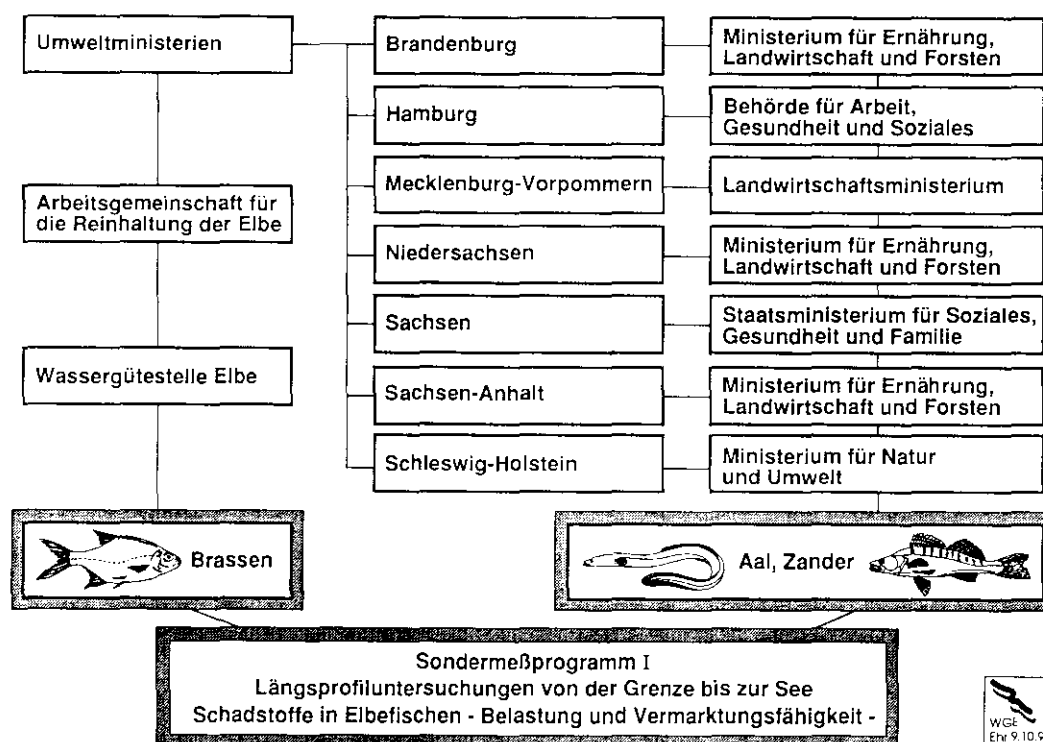 Umweltministerien
Arbeitsgemeinschaft für
die Reinhaltung der Elbe
Wassergütestelle Elbe
Brandenburg
Ministerium für Ernährung,
Landwirtschaft und Forsten
Hamburg
Behörde für Arbeit,
Gesundheit und Soziales
Mecklenburg-Vorpommern
Landwirtschaftsministerium
Niedersachsen
Ministerium für Ernährung,
Landwirtschaft und Forsten
Sachsen
Staatsministerium für Soziales,
Gesundheit und Familie
Sachsen-Anhalt
Ministerium für Ernährung,
Landwirtschaft und Forsten
Schleswig-Holstein
Ministerium für Natur
und Umwelt
Brassen
Aal, Zander
Sondermeßprogramm I
Längsprofiluntersuchungen von der Grenze bis zur See
Schadstoffe in Elbefischen - Belastung und Vermarktungsfähigkeit -
WGE
Ehr